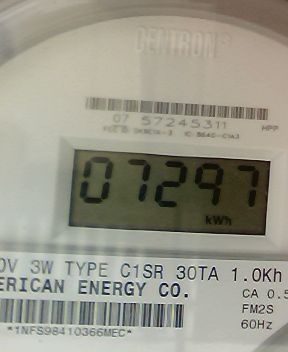 CENTRON®
07 57245311
HPP
07297
kWh
0V 3W TYPE C1SR 30TA 1.0Kh
ERICAN ENERGY CO.
CA 0.5
FM2S
60Hz
*1NFS98410366MEC*